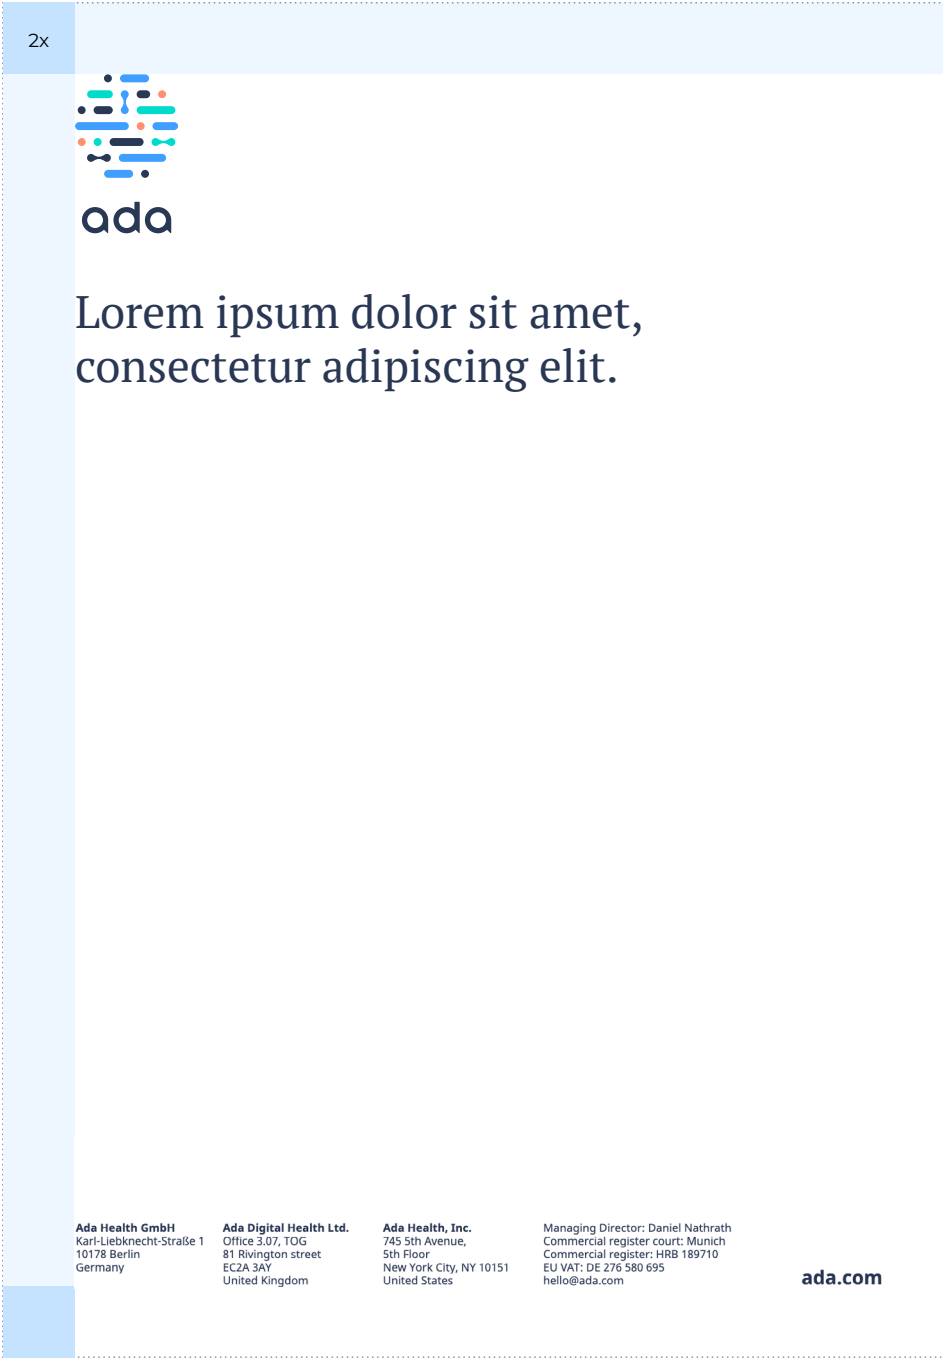 2x
ada
Lorem ipsum dolor sit amet,
consectetur adipiscing elit.
Ada Health GmbH
Karl-Liebknecht-Straße 1
10178 Berlin
Germany
Ada Digital Health Ltd.
Office 3.07, TOG
81 Rivington street
EC2A 3AY
United Kingdom
Ada Health, Inc.
745 5th Avenue,
5th Floor
New York City, NY 10151
United States
Managing Director: Daniel Nathrath
Commercial register court: Munich
Commercial register: HRB 189710
EU VAT: DE 276 580 695
hello@ada.com
ada.com